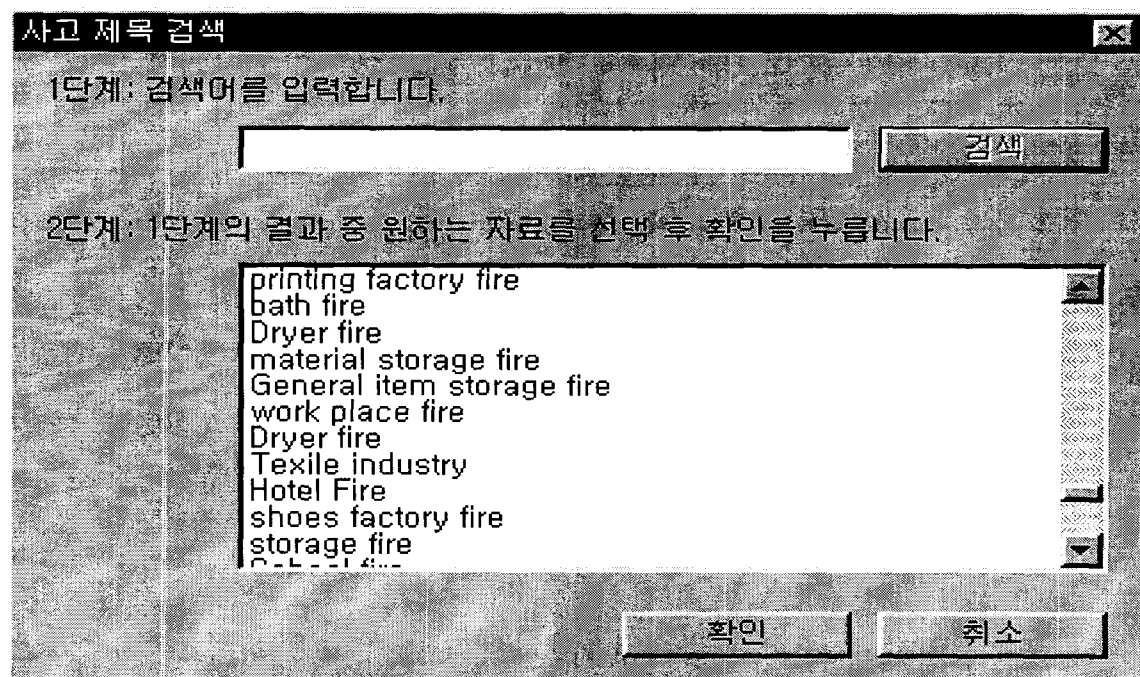 사고 제목 검색
1단계: 검색어를 입력합니다.
검색
2단계: 1단계의 결과 중 원하는 자료를 선택 후 확인을 누릅니다.
printing factory fire
bath fire
Dryer fire
material storage fire
General item storage fire
work place fire
Dryer fire
Texile industry
Hotel Fire
shoes factory fire
storage fire
확인
취소